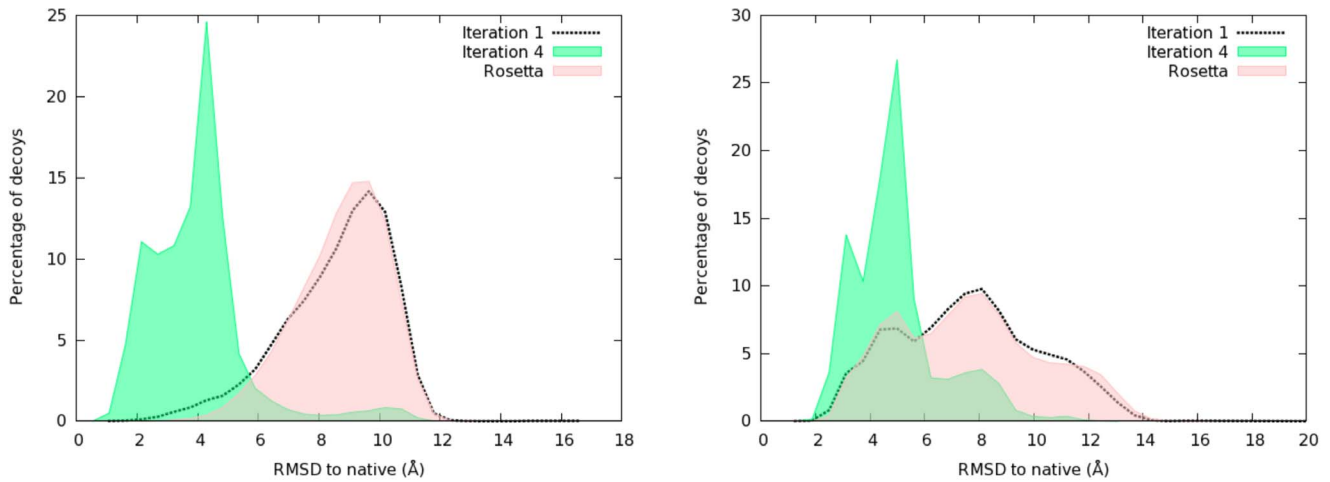 25
20
15
10
5
0
Percentage of decoys
0 2 4 6 8 10 12 14 16 18
RMSD to native (Å)
Iteration 1
Iteration 4
Rosetta
30
25
20
15
10
5
0
Percentage of decoys
0 2 4 6 8 10 12 14 16 18 20
RMSD to native (Å)
Iteration 1
Iteration 4
Rosetta